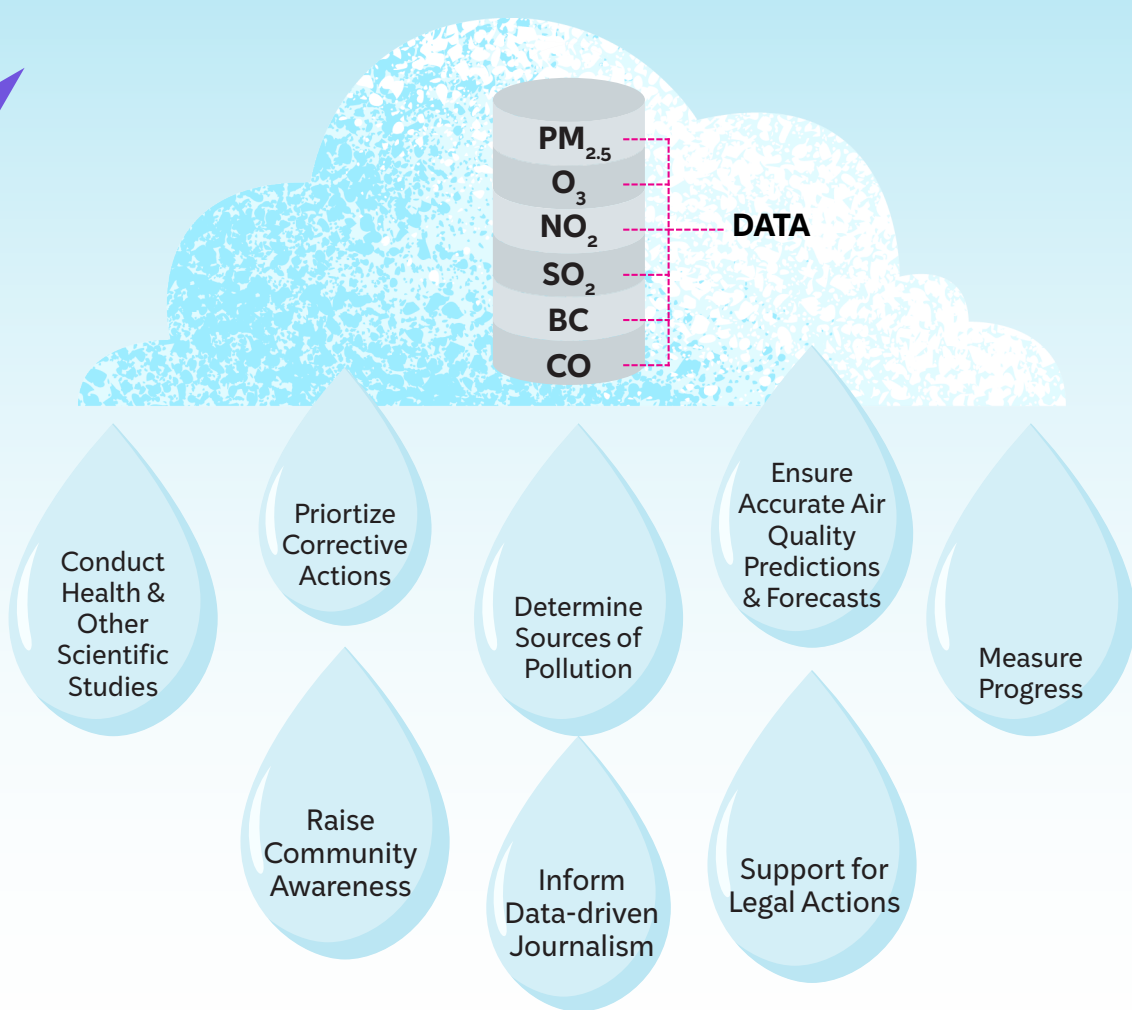 PM2.5
O3
NO2
DATA
SO2
BC
CO
Conduct
Health &
Other
Scientific
Studies
Priortize
Corrective
Actions
Determine
Sources of
Pollution
Ensure
Accurate Air
Quality
Predictions
& Forecasts
Measure
Progress
Raise
Community
Awareness
Inform
Data-driven
Journalism
Support for
Legal Actions